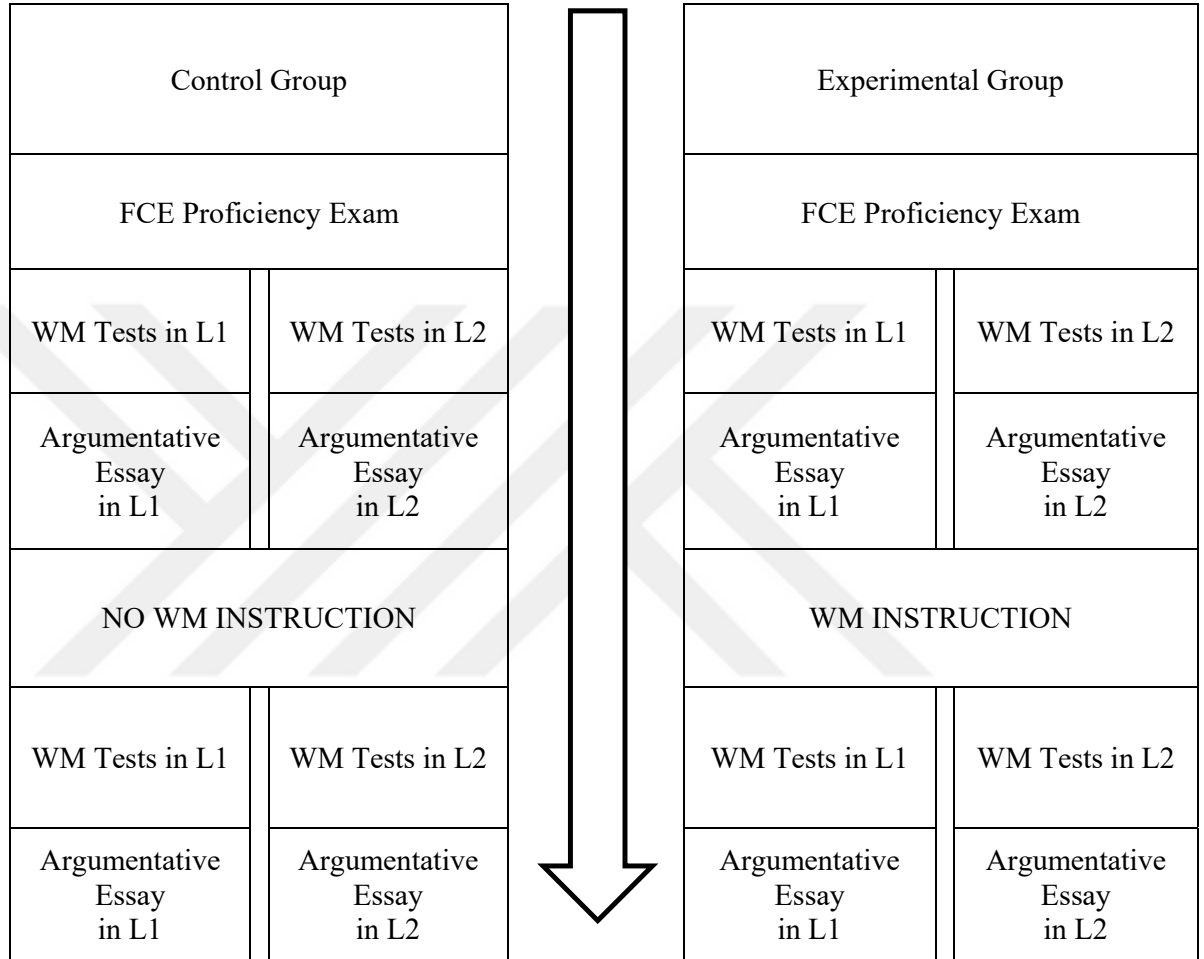 Control Group
Experimental Group
FCE Proficiency Exam
FCE Proficiency Exam
WM Tests in L1
WM Tests in L2
WM Tests in L1
WM Tests in L2
Argumentative
Essay
in L1
Argumentative
Essay
in L2
Argumentative
Essay
in L1
Argumentative
Essay
in L2
NO WM INSTRUCTION
WM INSTRUCTION
WM Tests in L1
WM Tests in L2
WM Tests in L1
WM Tests in L2
Argumentative
Essay
in L1
Argumentative
Essay
in L2
Argumentative
Essay
in L1
Argumentative
Essay
in L2